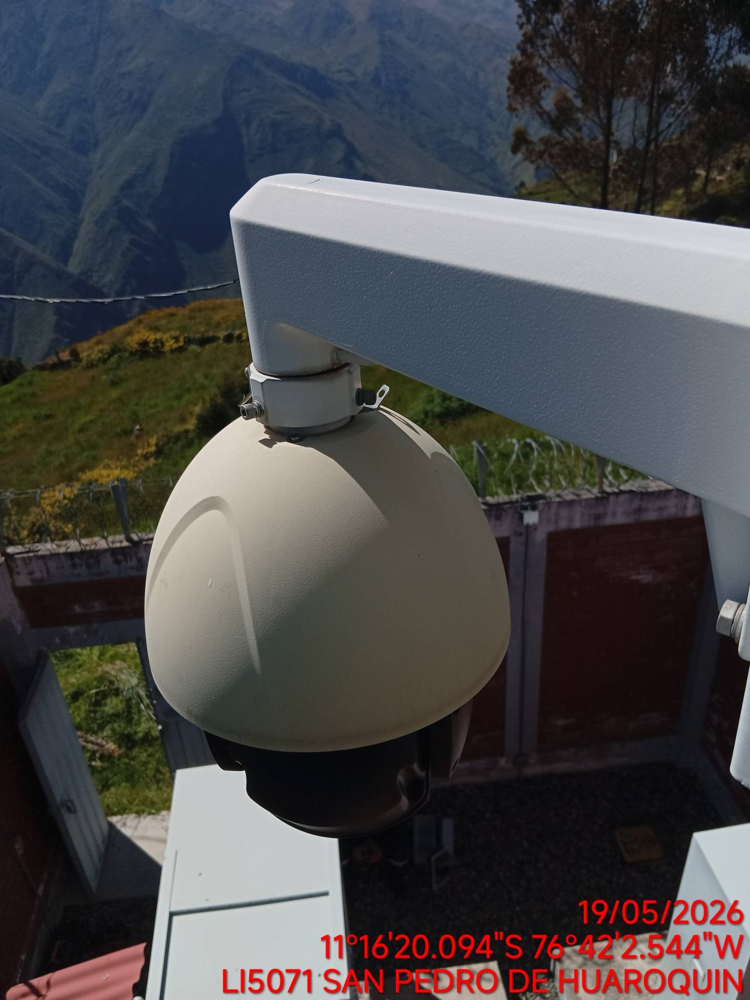 19/05/2026
11°16'20.094"S 76°42'2.544"W
LI5071 SAN PEDRO DE HUAROQUIN